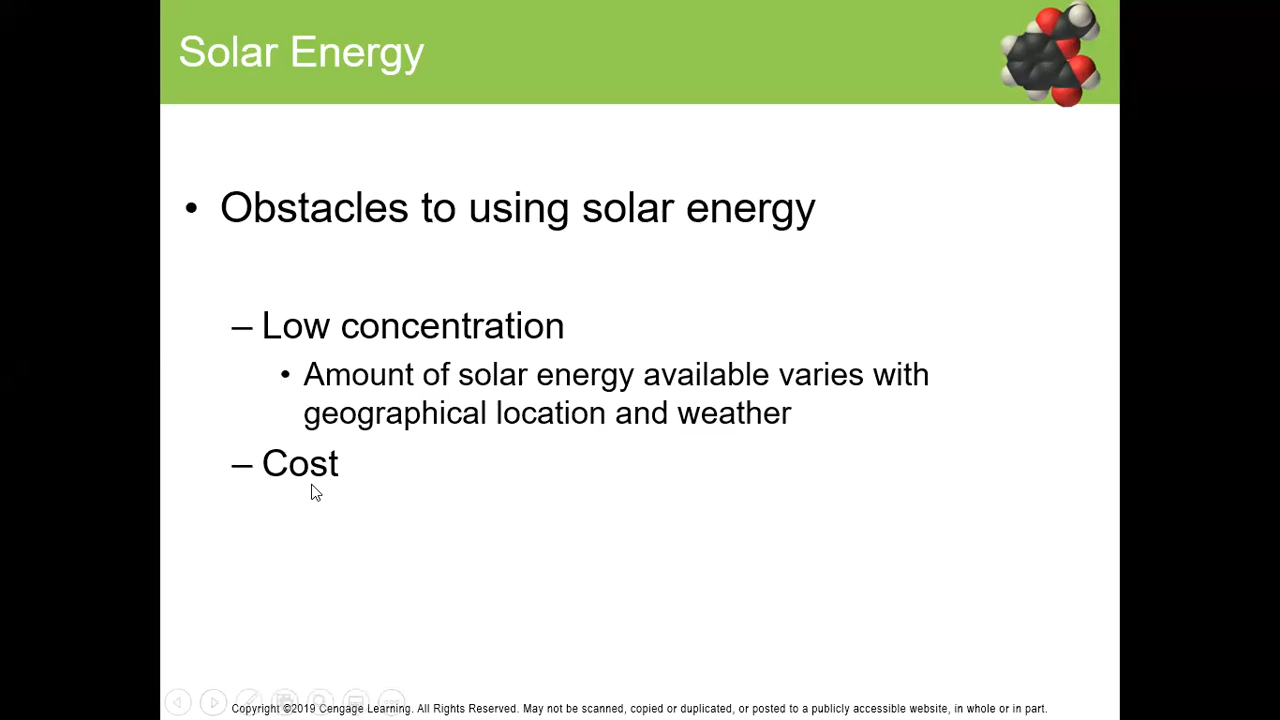 Solar Energy
• Obstacles to using solar energy
– Low concentration
• Amount of solar energy available varies with
geographical location and weather
– Cost
Copyright ©2019 Cengage Learning. All Rights Reserved. May not be scanned, copied or duplicated, or posted to a publicly accessible website, in whole or in part.